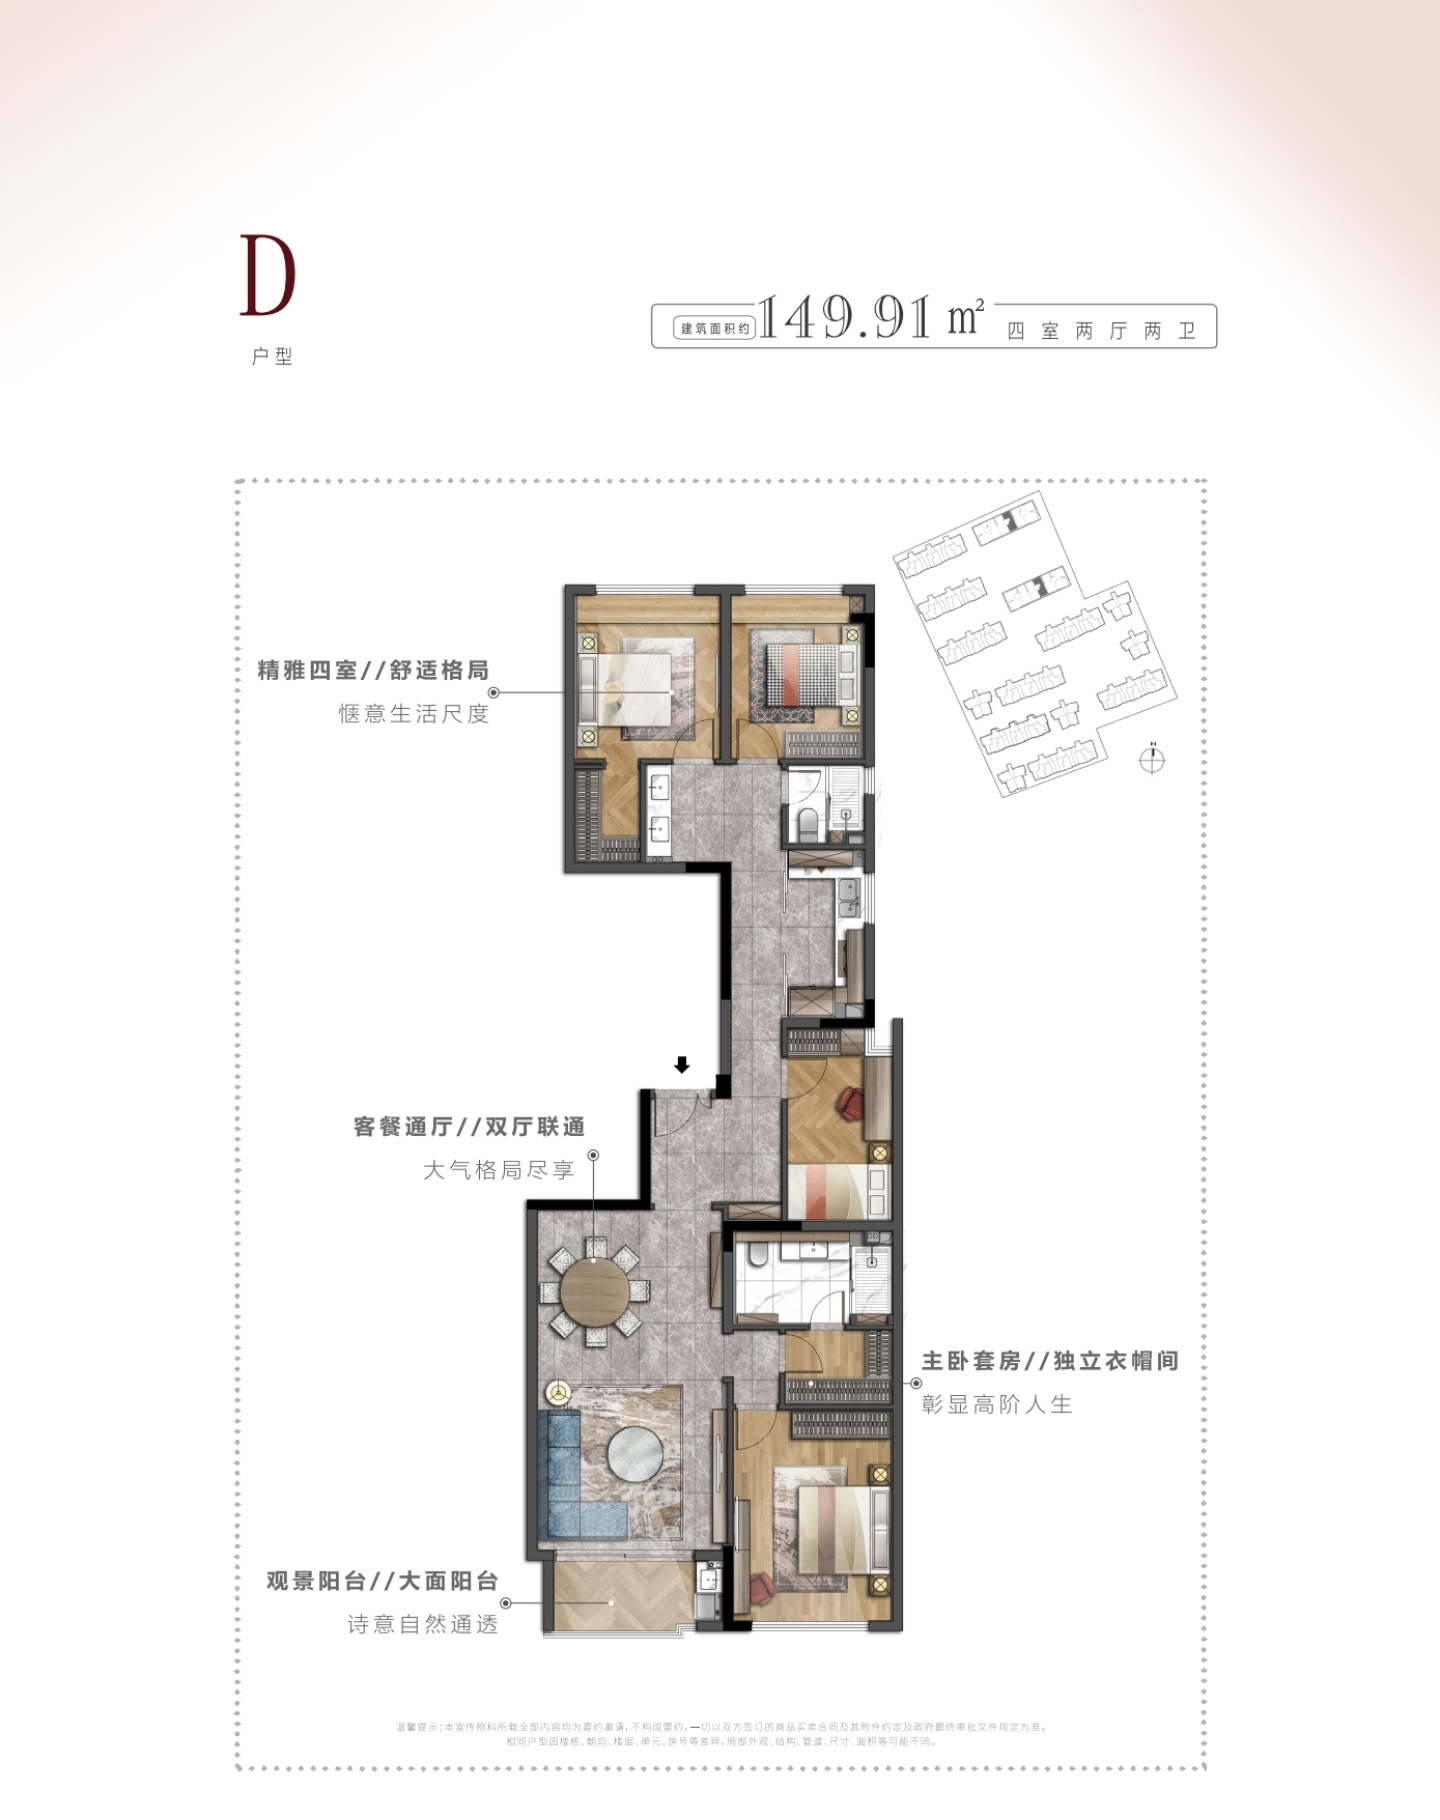 D
户型
建筑面积约 149.91 m² 四室两厅两卫
精雅四室//舒适格局
惬意生活尺度
客餐通厅//双厅联通
大气格局尽享
主卧套房//独立衣帽间
彰显高阶人生
观景阳台//大面阳台
诗意自然通透
温馨提示:本宣传物料所载全部内容均为要约邀请,不构成要约,一切以双方签订的商品买卖合同及其附件约定及政府最终审批文件规定为准。
相同户型因楼栋、朝向、楼层、单元、房号等差异,局部外观、结构、管道、尺寸、面积等可能不同。